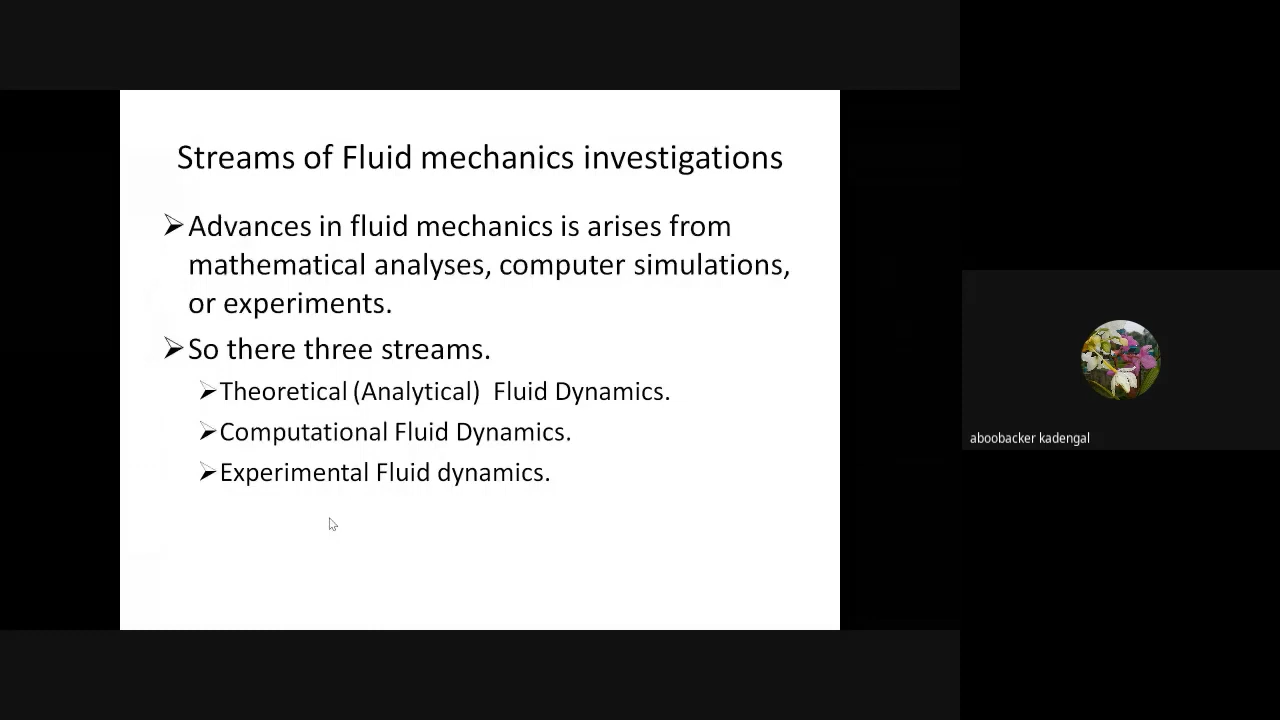 Streams of Fluid mechanics investigations
Advances in fluid mechanics is arises from
mathematical analyses, computer simulations,
or experiments.
So there three streams.
Theoretical (Analytical) Fluid Dynamics.
Computational Fluid Dynamics.
Experimental Fluid dynamics.
aboobacker kadengal